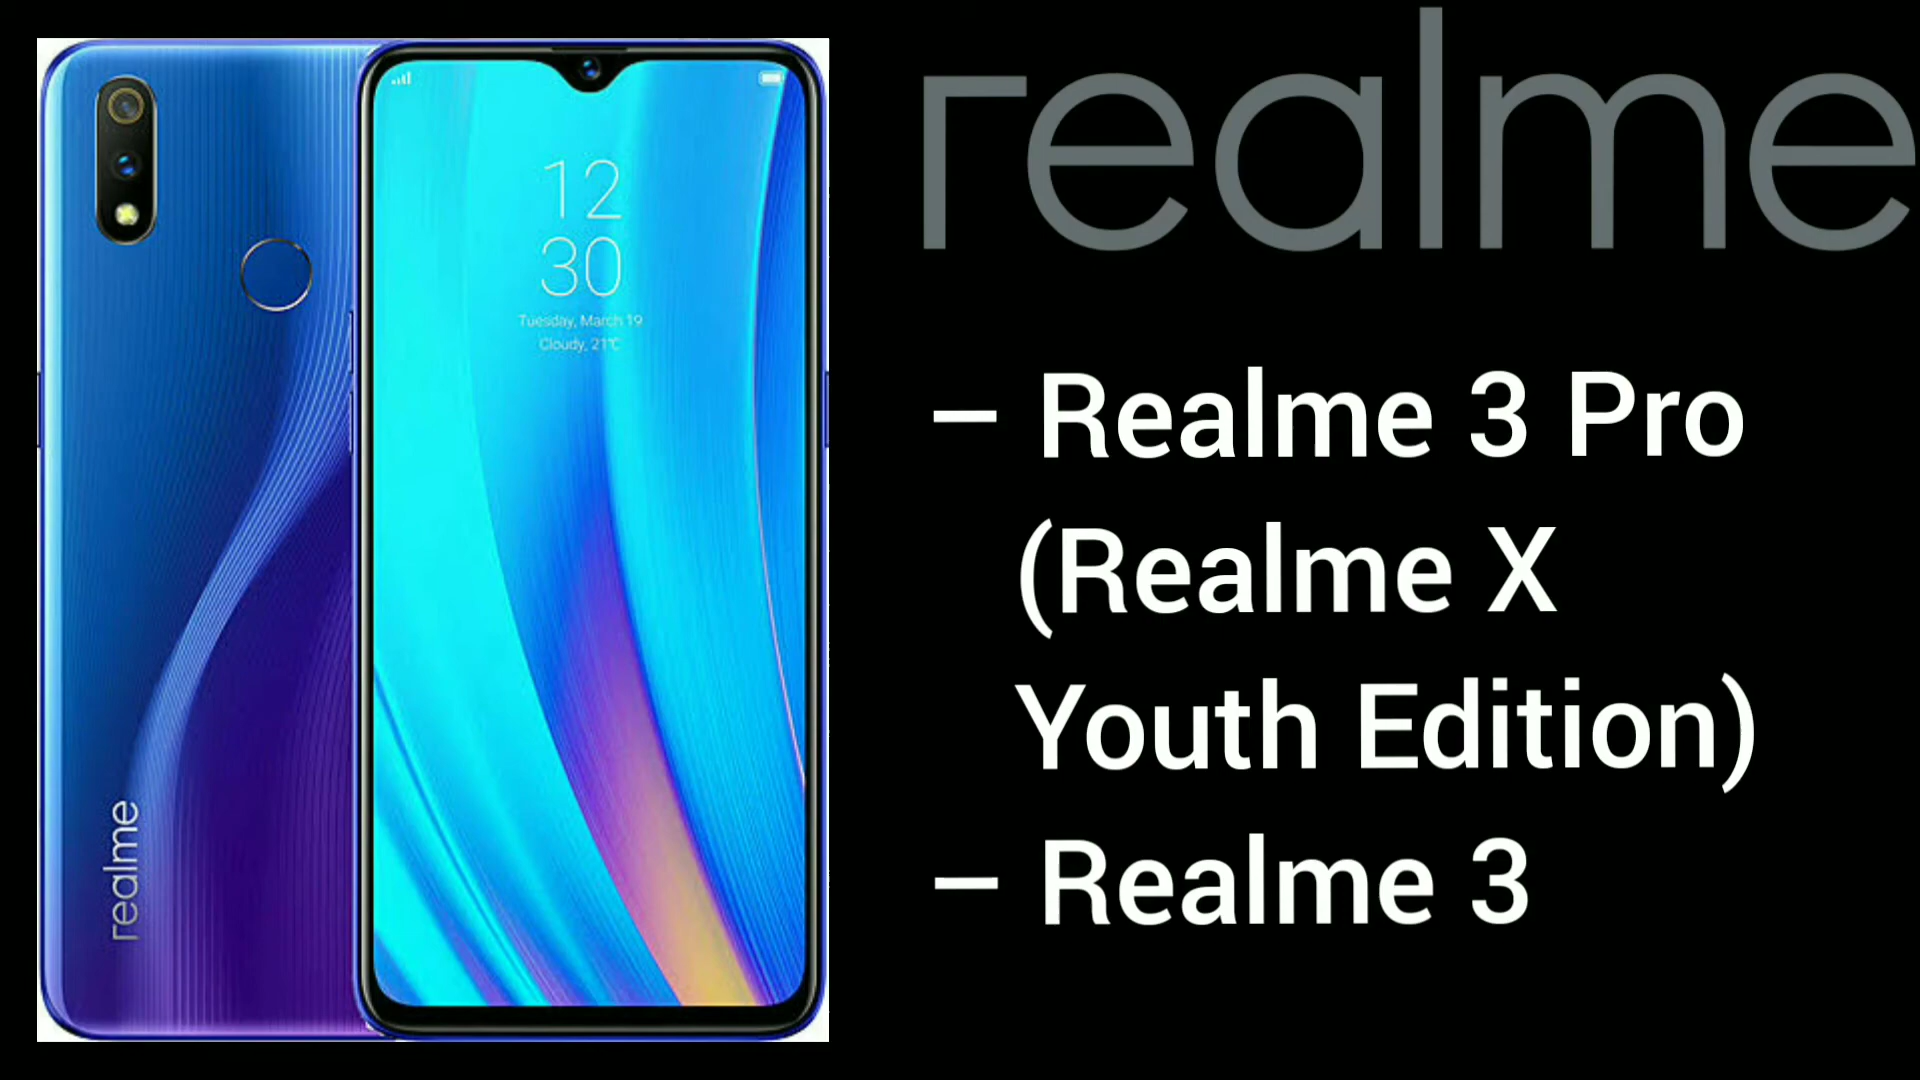 realme
12
30
Tuesday, March 19
Cloudy, 21°C
realme
– Realme 3 Pro
(Realme X
Youth Edition)
– Realme 3